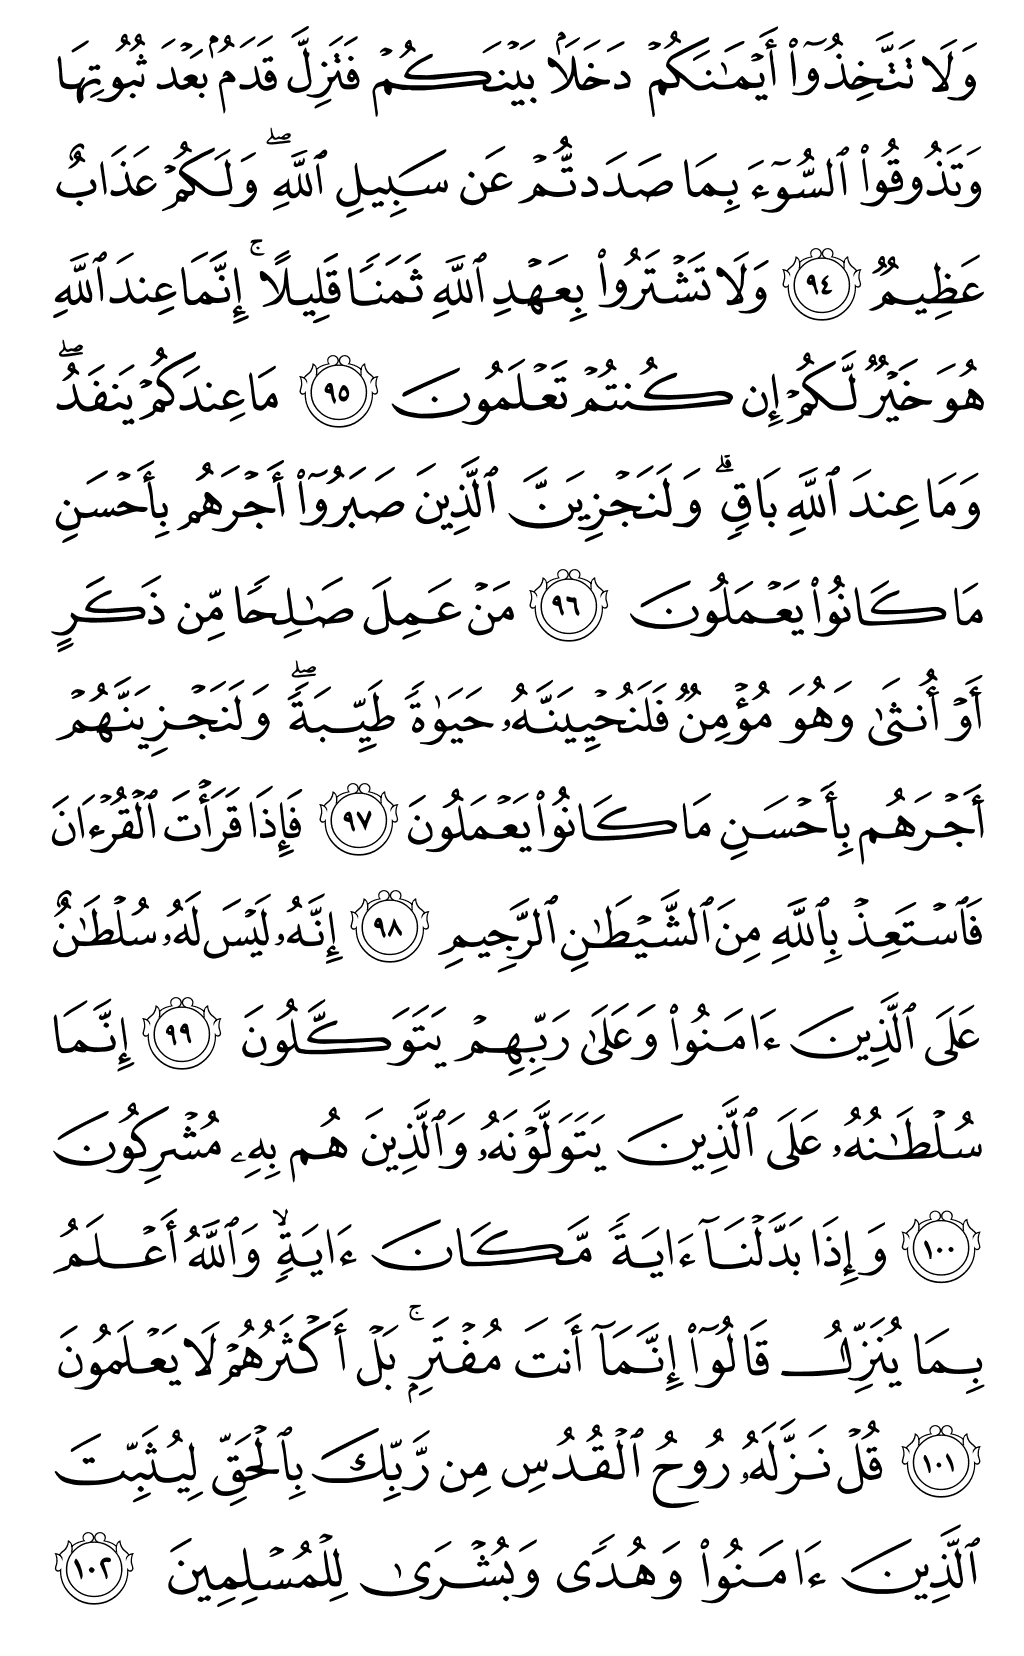 وَلَا تَتَّخِذُوٓا۟ أَيْمَـٰنَكُمْ دَخَلًۢا بَيْنَكُمْ فَتَزِلَّ قَدَمٌۢ بَعْدَ ثُبُوتِهَا
وَتَذُوقُوا۟ ٱلسُّوٓءَ بِمَا صَدَدتُّمْ عَن سَبِيلِ ٱللَّهِ ۖ وَلَكُمْ عَذَابٌ
عَظِيمٌ ۝٩٤ وَلَا تَشْتَرُوا۟ بِعَهْدِ ٱللَّهِ ثَمَنًا قَلِيلًا ۚ إِنَّمَا عِندَ ٱللَّهِ
هُوَ خَيْرٌ لَّكُمْ إِن كُنتُمْ تَعْلَمُونَ ۝٩٥ مَا عِندَكُمْ يَنفَدُ ۖ
وَمَا عِندَ ٱللَّهِ بَاقٍ ۗ وَلَنَجْزِيَنَّ ٱلَّذِينَ صَبَرُوٓا۟ أَجْرَهُم بِأَحْسَنِ
مَا كَانُوا۟ يَعْمَلُونَ ۝٩٦ مَنْ عَمِلَ صَـٰلِحًا مِّن ذَكَرٍ
أَوْ أُنثَىٰ وَهُوَ مُؤْمِنٌ فَلَنُحْيِيَنَّهُۥ حَيَوٰةً طَيِّبَةً ۖ وَلَنَجْزِيَنَّهُمْ
أَجْرَهُم بِأَحْسَنِ مَا كَانُوا۟ يَعْمَلُونَ ۝٩٧ فَإِذَا قَرَأْتَ ٱلْقُرْءَانَ
فَٱسْتَعِذْ بِٱللَّهِ مِنَ ٱلشَّيْطَـٰنِ ٱلرَّجِيمِ ۝٩٨ إِنَّهُۥ لَيْسَ لَهُۥ سُلْطَـٰنٌ
عَلَى ٱلَّذِينَ ءَامَنُوا۟ وَعَلَىٰ رَبِّهِمْ يَتَوَكَّلُونَ ۝٩٩ إِنَّمَا
سُلْطَـٰنُهُۥ عَلَى ٱلَّذِينَ يَتَوَلَّوْنَهُۥ وَٱلَّذِينَ هُم بِهِۦ مُشْرِكُونَ
۝١٠٠ وَإِذَا بَدَّلْنَآ ءَايَةً مَّكَانَ ءَايَةٍ ۙ وَٱللَّهُ أَعْلَمُ
بِمَا يُنَزِّلُ قَالُوٓا۟ إِنَّمَآ أَنتَ مُفْتَرٍۭ ۚ بَلْ أَكْثَرُهُمْ لَا يَعْلَمُونَ
۝١٠١ قُلْ نَزَّلَهُۥ رُوحُ ٱلْقُدُسِ مِن رَّبِّكَ بِٱلْحَقِّ لِيُثَبِّتَ
ٱلَّذِينَ ءَامَنُوا۟ وَهُدًى وَبُشْرَىٰ لِلْمُسْلِمِينَ ۝١٠٢